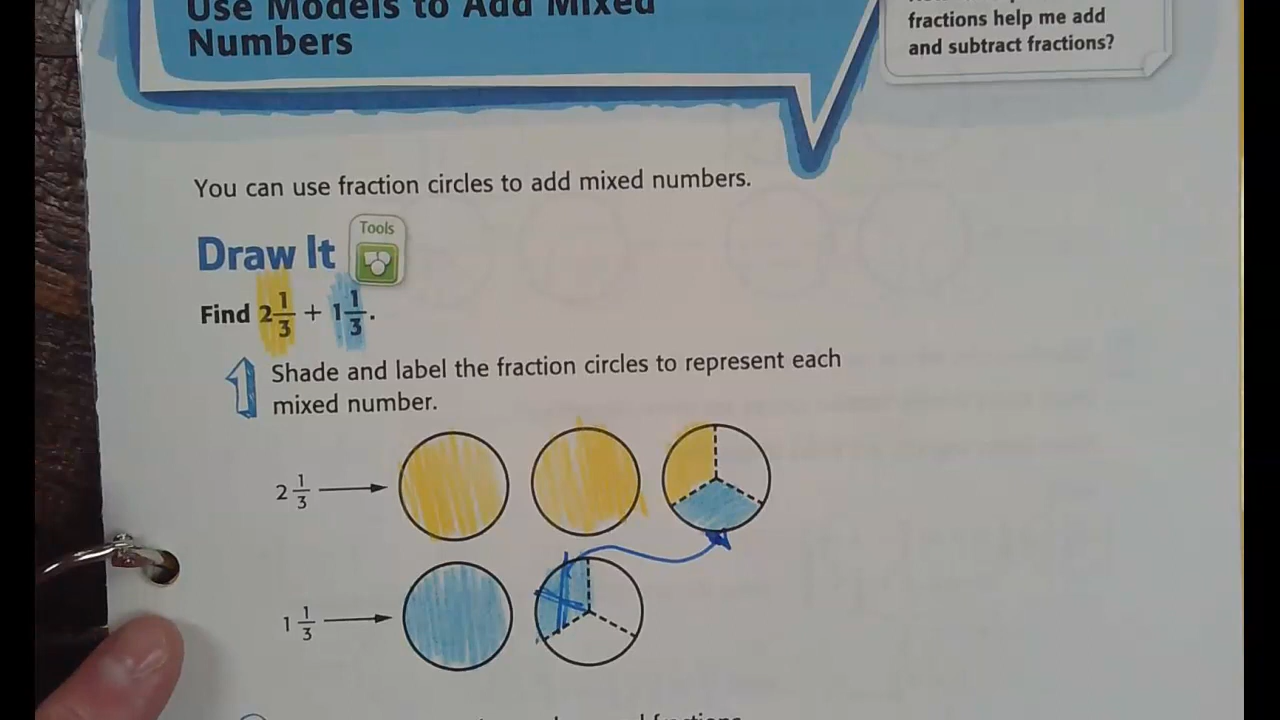 Use Models to Add Mixed
Numbers
fractions help me add
and subtract fractions?
You can use fraction circles to add mixed numbers.
Draw It
Tools
Find 2 1/3 + 1 1/3.
1 Shade and label the fraction circles to represent each
mixed number.
2 1/3
1 1/3
fractions